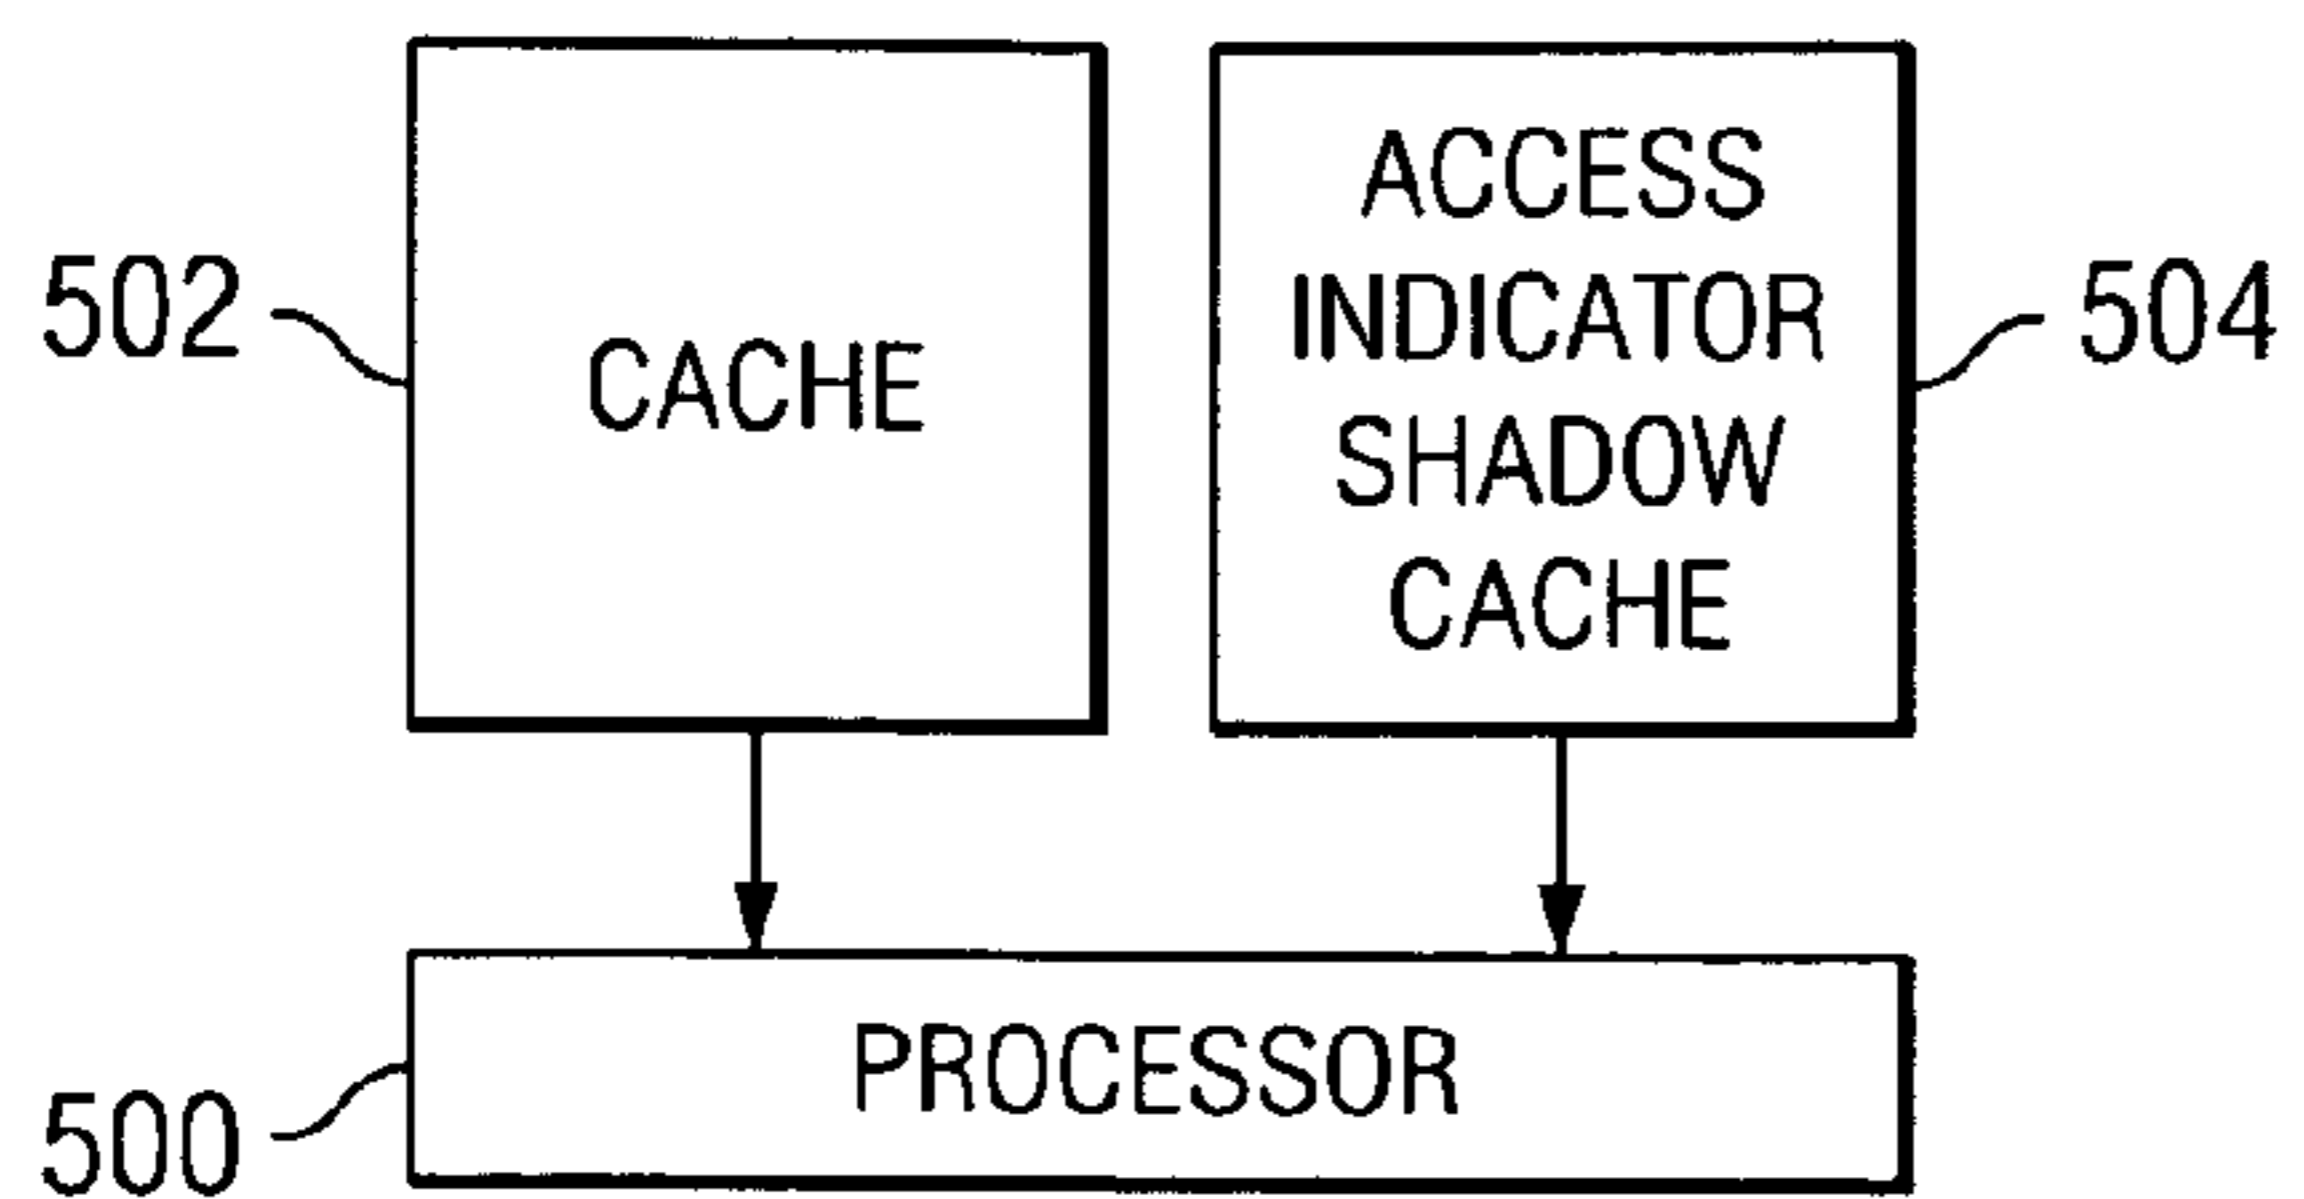 502
CACHE
ACCESS
INDICATOR
SHADOW
CACHE
504
500
PROCESSOR